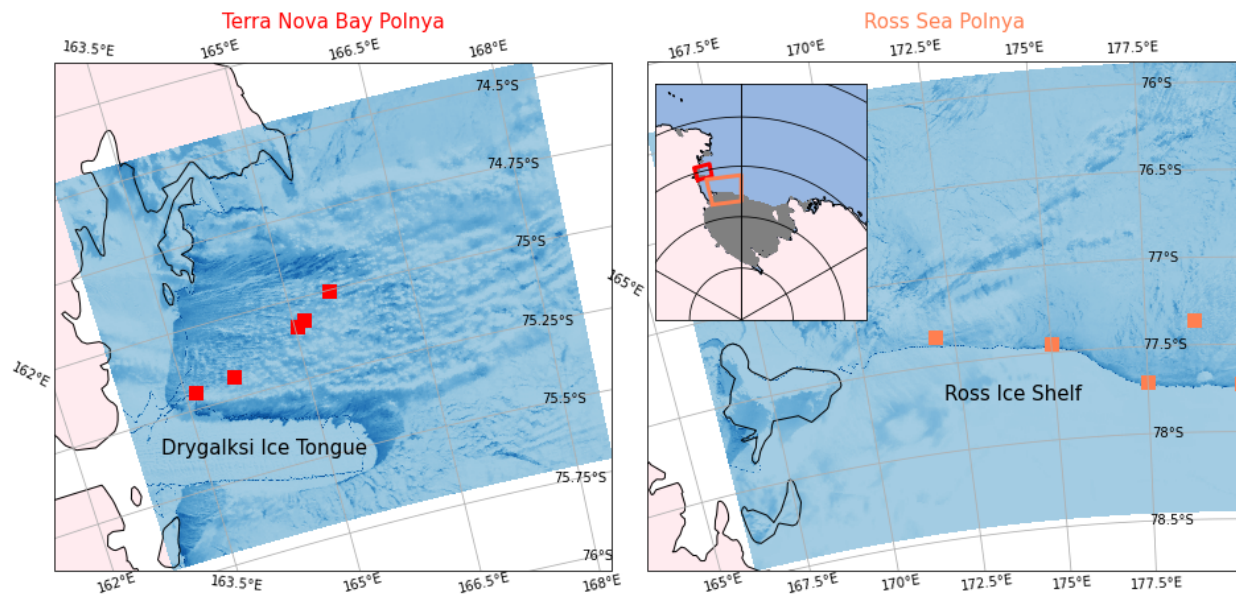 Terra Nova Bay Polnya
Ross Sea Polnya
163.5°E
165°E
166.5°E
168°E
167.5°E
170°E
172.5°E
175°E
177.5°E
74.5°S
74.75°S
75°S
75.25°S
75.5°S
75.75°S
76°S
162°E
Drygalksi Ice Tongue
162°E
163.5°E
165°E
166.5°E
168°E
76°S
76.5°S
77°S
77.5°S
78°S
78.5°S
165°E
Ross Ice Shelf
165°E
170°E
172.5°E
175°E
177.5°E